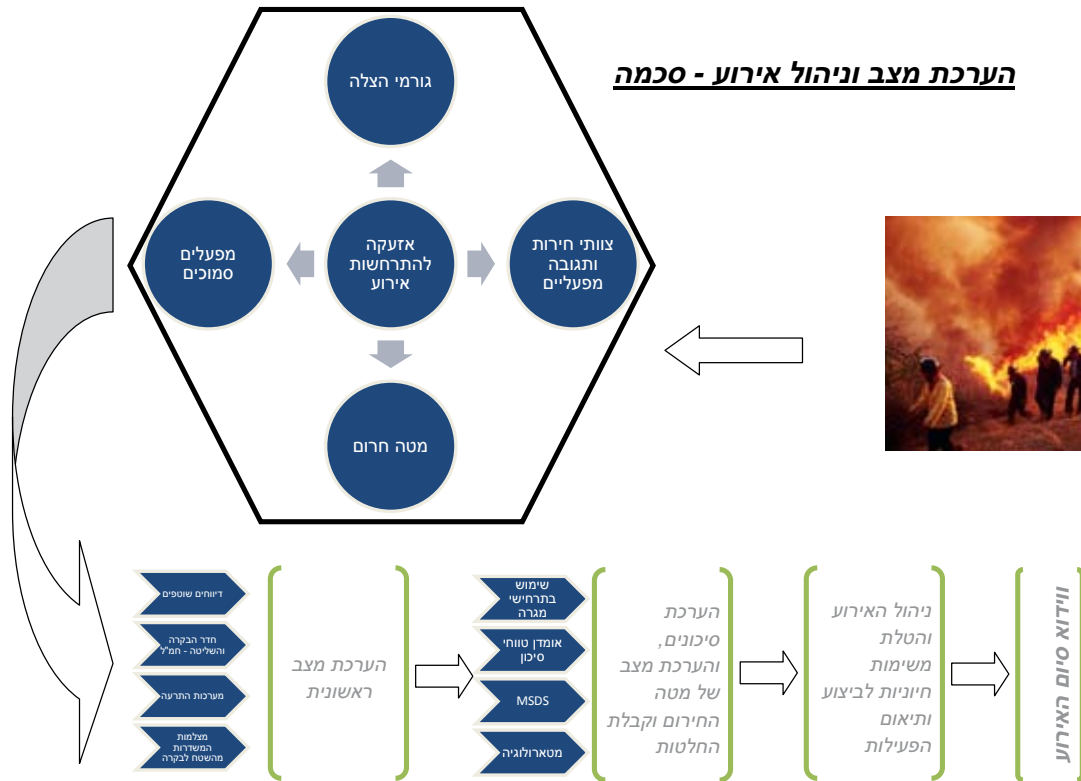 הערכת מצב וניהול אירוע - סכמה
גורמי הצלה
צוותי חירות
ותגובה
מפעליים
אזעקה
להתרחשות
אירוע
מפעלים
סמוכים
מטה חרום
דיווחים שוטפים
חדר הבקרה
והשליטה - חמ"ל
מערכות התרעה
מצלמות
המשדרות
מהשטח לבקרה
הערכת מצב
ראשונית
שימוש
בתרחישי
מגרה
אומדן טווחי
סיכון
MSDS
מטארולוגיה
הערכת
סיכונים,
והערכת מצב
של מטה
החירום וקבלת
החלטות
ניהול האירוע
והטלת
משימות
חיוניות לביצוע
ותיאום
הפעילות
ווידוא סיום האירוע